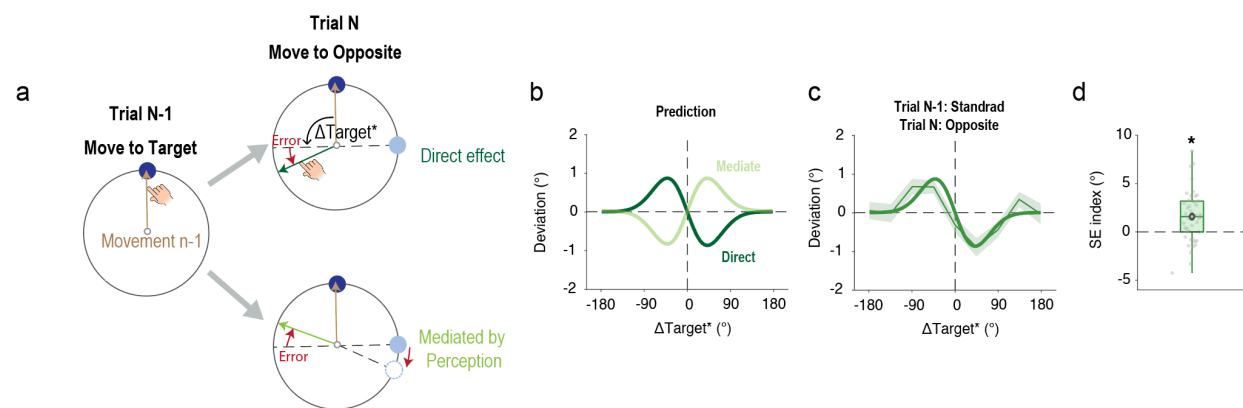 a
Trial N-1
Move to Target
Movement n-1
Trial N
Move to Opposite
ΔTarget*
Error
Direct effect
Error
Mediated by
Perception
b
Prediction
Deviation (°)
2
1
0
-1
-2
Mediate
Direct
-180
-90
0
90
180
ΔTarget* (°)
c
Trial N-1: Standrad
Trial N: Opposite
Deviation (°)
2
1
0
-1
-2
-180
-90
0
90
180
ΔTarget* (°)
d
SE index (°)
10
5
0
-5
*